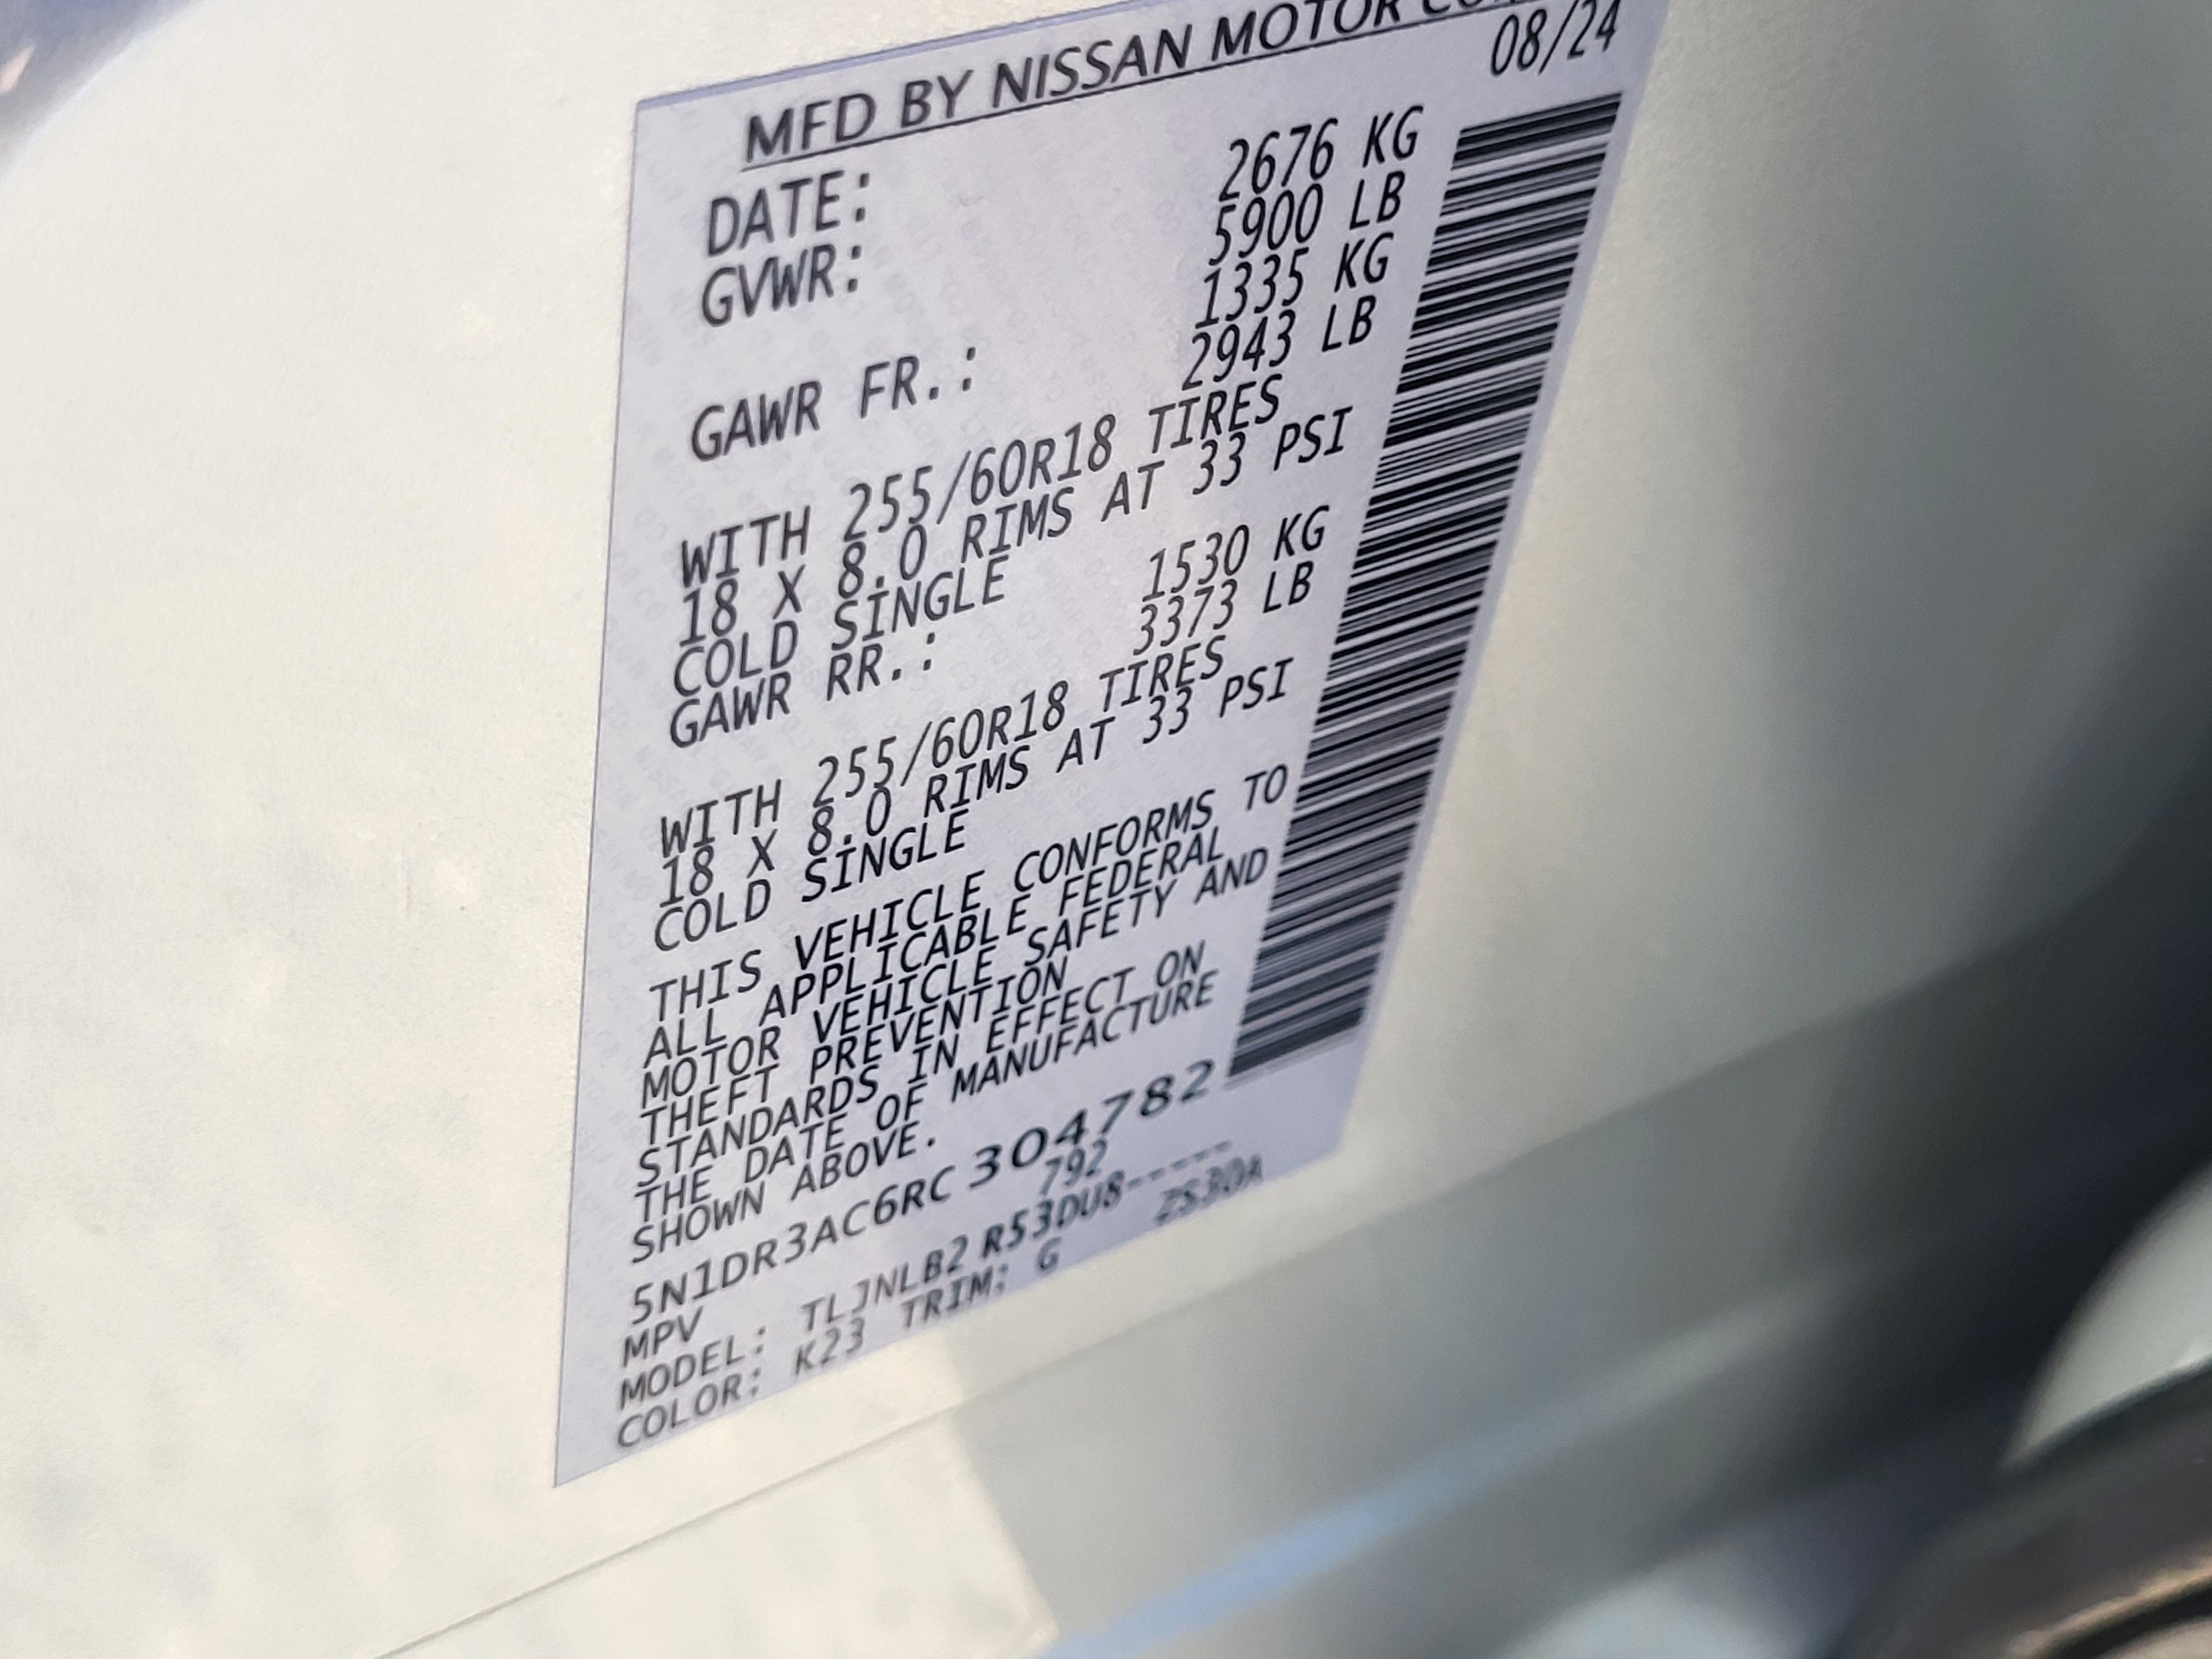 MFD BY NISSAN MOTOR
DATE: 08/24
GVWR: 2676 KG
5900 LB
GAWR FR.: 1335 KG
2943 LB
WITH 255/60R18 TIRES
18 X 8.0 RIMS AT 33 PSI
COLD SINGLE
GAWR RR.: 1530 KG
3373 LB
WITH 255/60R18 TIRES
18 X 8.0 RIMS AT 33 PSI
COLD SINGLE
THIS VEHICLE CONFORMS TO
ALL APPLICABLE FEDERAL
MOTOR VEHICLE SAFETY AND
THEFT PREVENTION
STANDARDS IN EFFECT ON
THE DATE OF MANUFACTURE
SHOWN ABOVE.
5N1DR3AC6RC 304782
MPV 792
MODEL: TLJNLB2 R53DU8-----
COLOR: K23 TRIM: G ZS30A